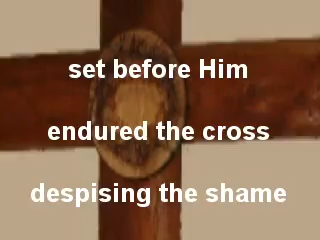 set before Him
endured the cross
despising the shame